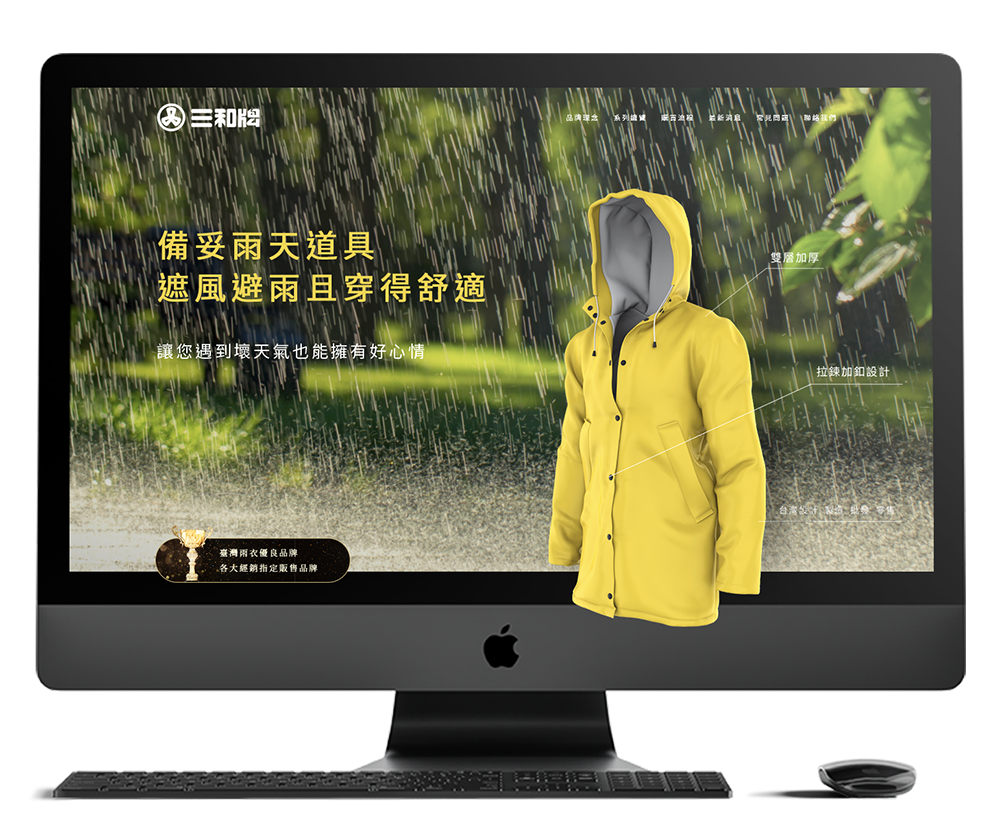 三和牌
品牌理念 系列雨衣 購買流程 最新消息 常見問題 聯絡我們
備妥雨天道具
遮風避雨且穿得舒適
讓您遇到壞天氣也能擁有好心情
雙層加厚
拉鍊加釦設計
台灣設計 製造 批發 零售
臺灣雨衣優良品牌
各大經銷指定販售品牌